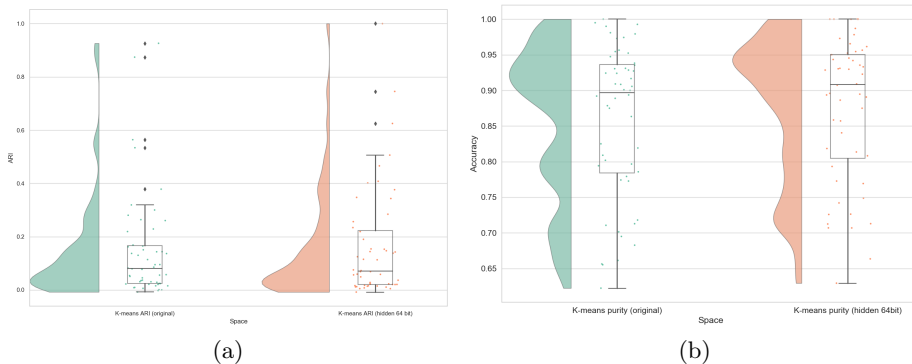 1.0
0.8
0.6
0.4
0.2
0.0
ARI
K-means ARI (original)
K-means ARI (hidden 64 bit)
Space
(a)
1.00
0.95
0.90
0.85
0.80
0.75
0.70
0.65
Accuracy
K-means purity (original)
K-means purity (hidden 64bit)
Space
(b)